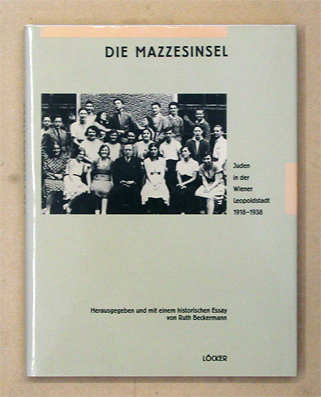 DIE MAZZESINSEL
Juden
in der
Wiener
Leopoldstadt
1918–1938
Herausgegeben und mit einem historischen Essay
von Ruth Beckermann
LÖCKER